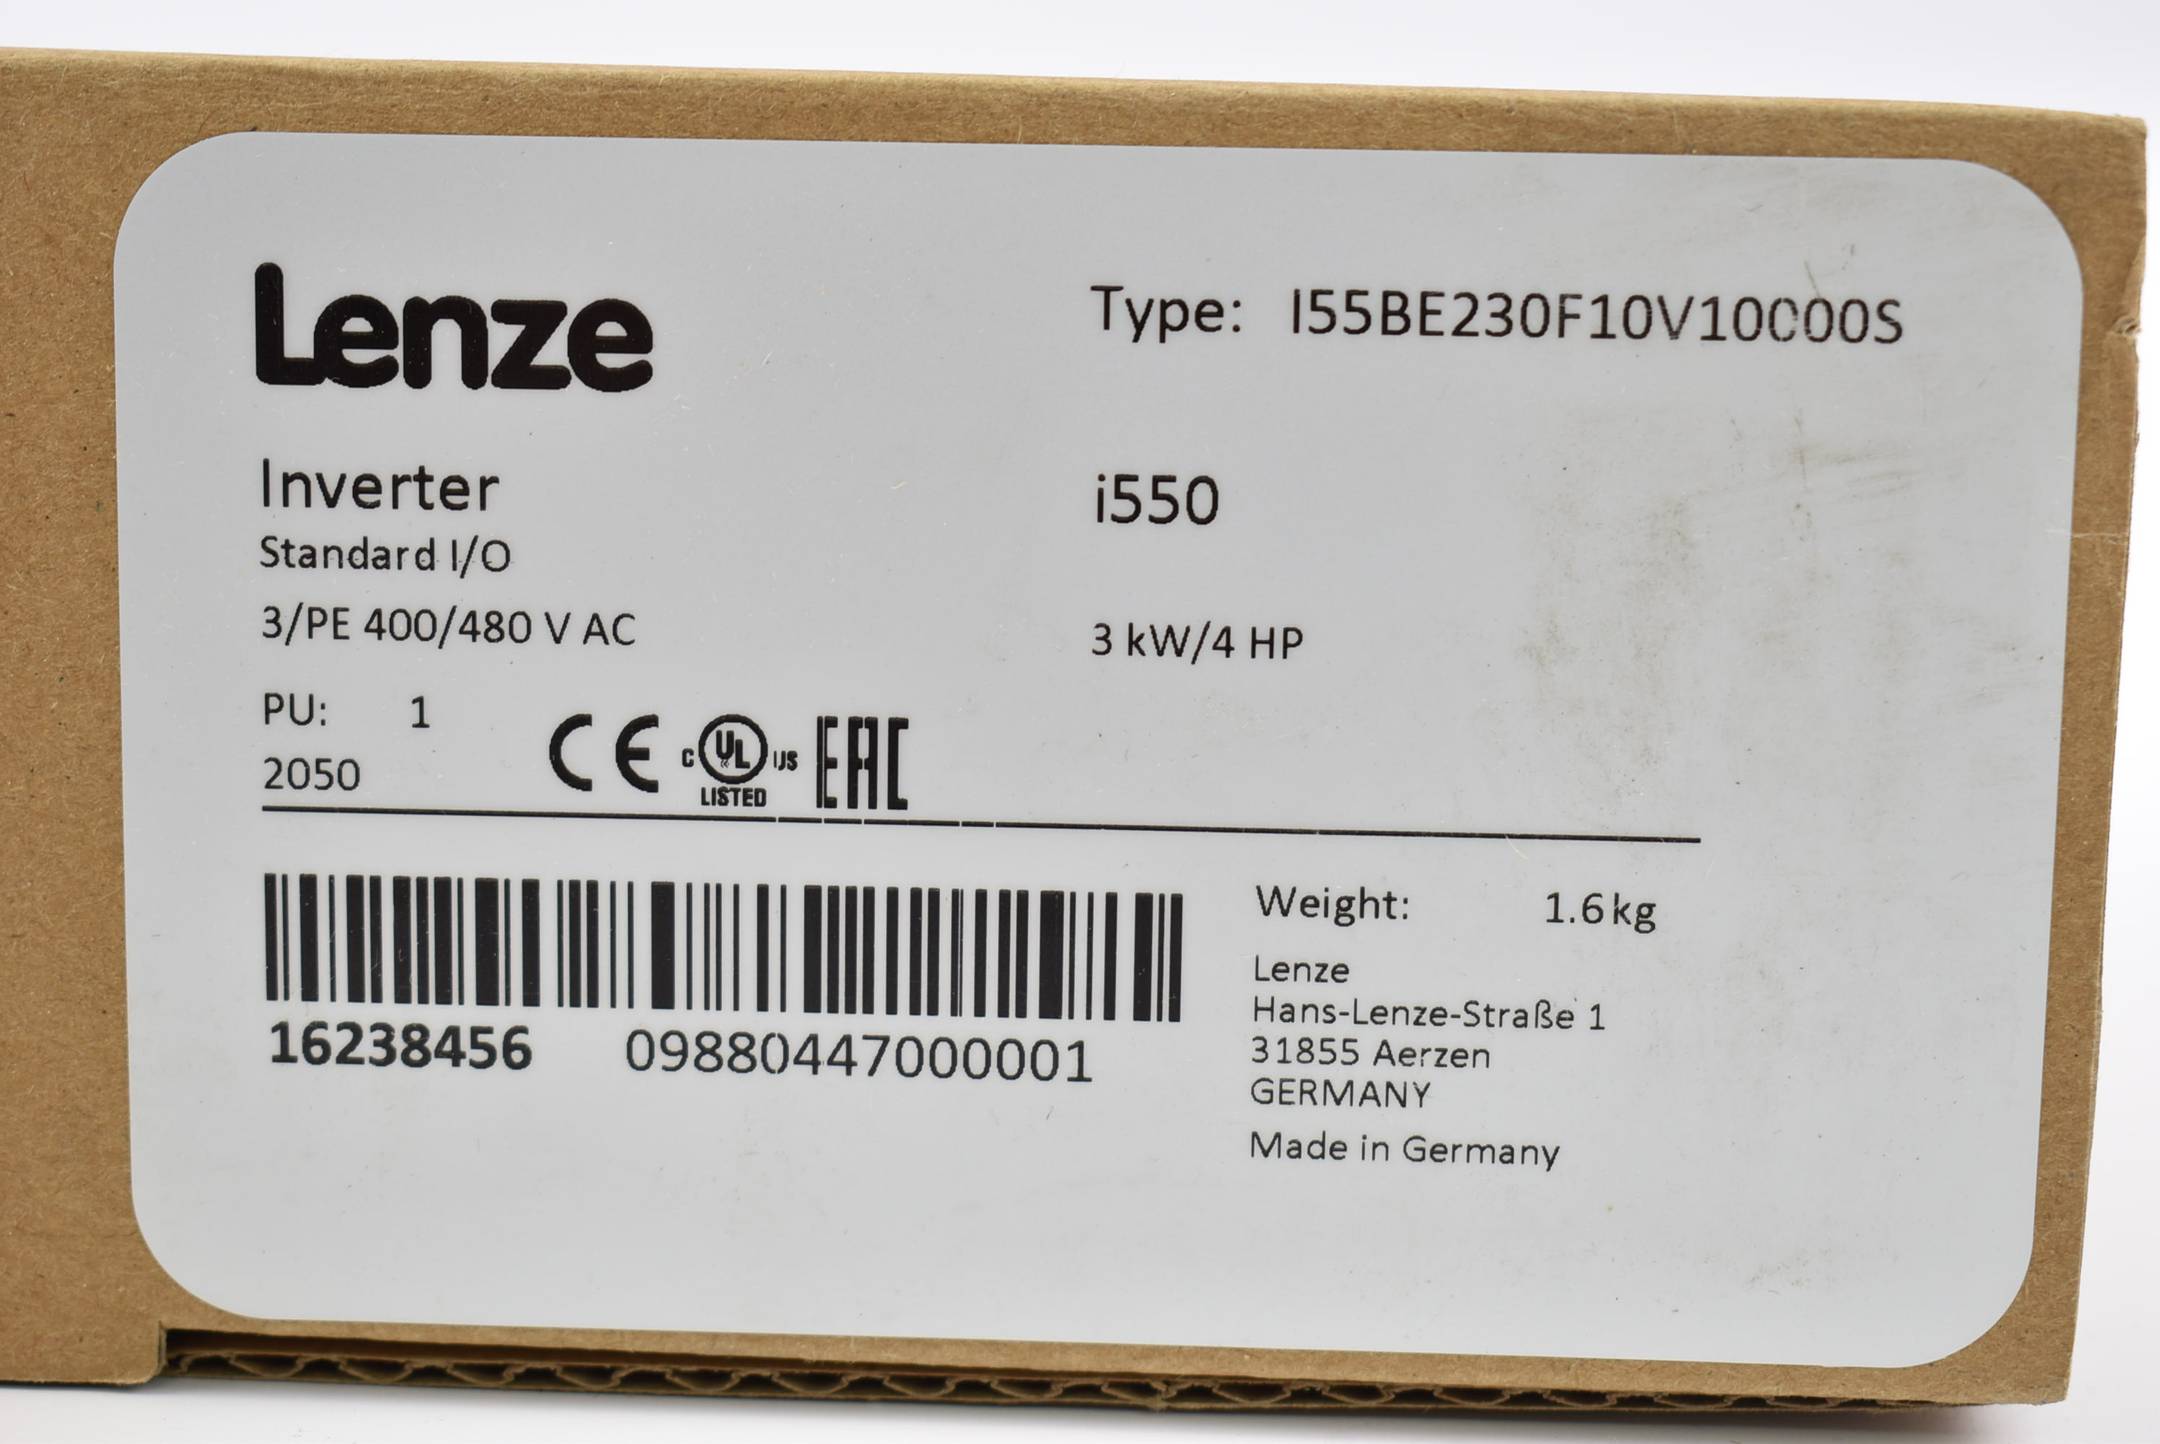 Lenze
Type: I55BE230F10V10000S
Inverter
i550
Standard I/O
3/PE 400/480 V AC
3 kW/4 HP
PU: 1
2050
CE C UL US LISTED EAC
16238456 09880447000001
Weight: 1.6 kg
Lenze
Hans-Lenze-Straße 1
31855 Aerzen
GERMANY
Made in Germany